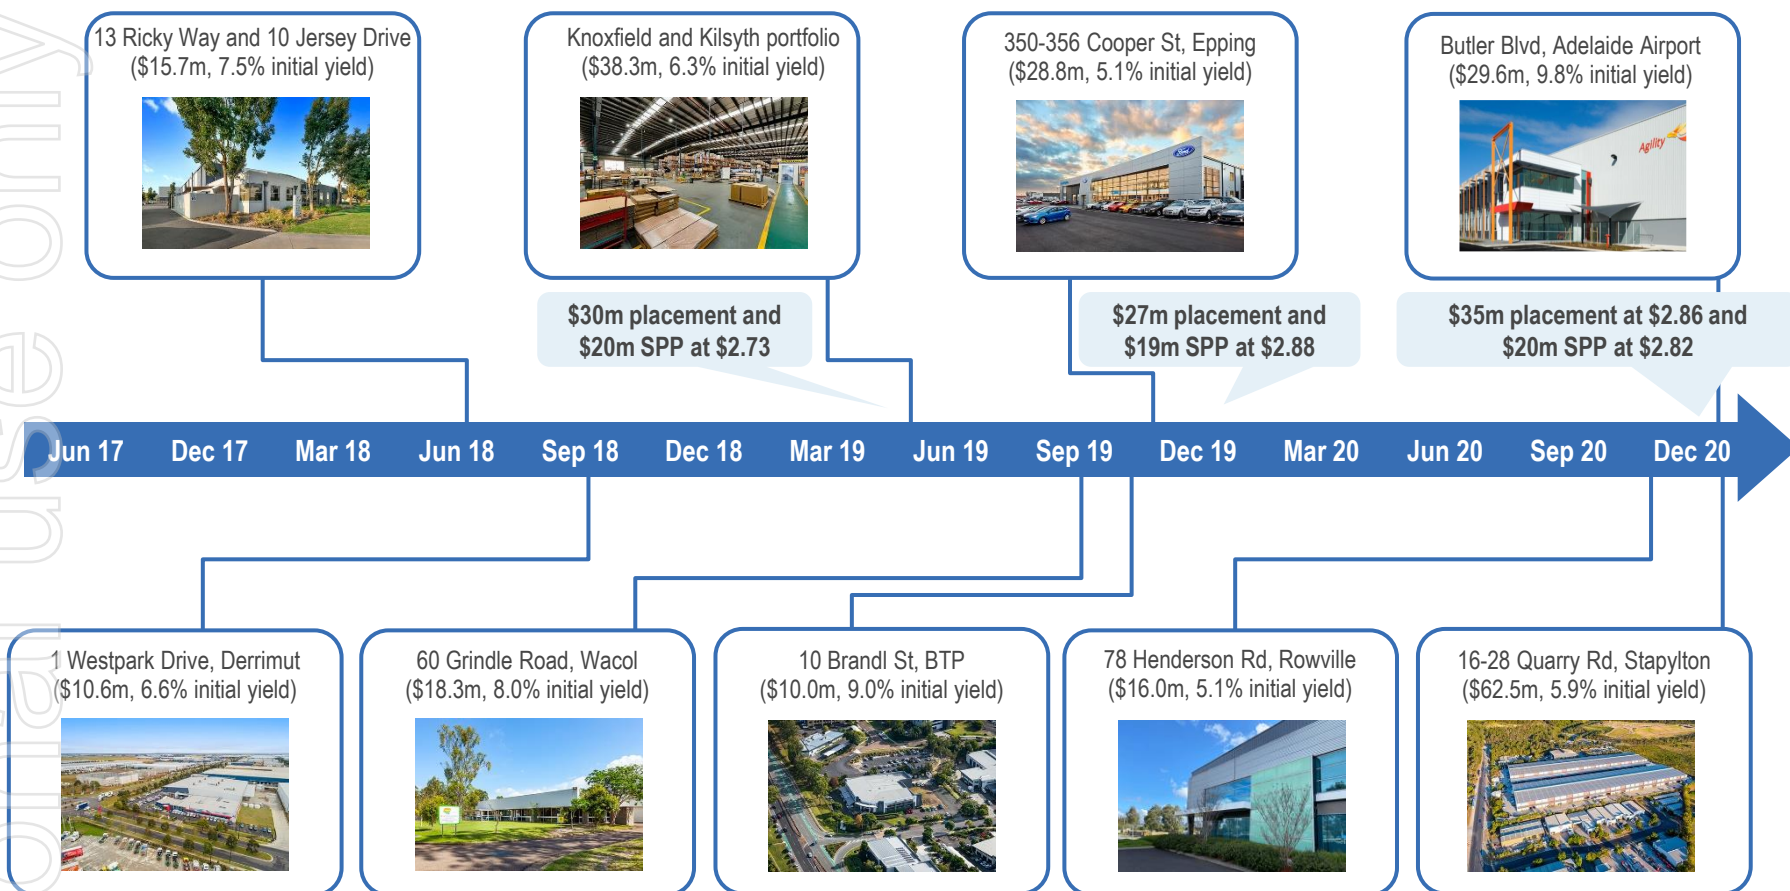 13 Ricky Way and 10 Jersey Drive
($15.7m, 7.5% initial yield)
Knoxfield and Kilsyth portfolio
($38.3m, 6.3% initial yield)
350-356 Cooper St, Epping
($28.8m, 5.1% initial yield)
Ford
Butler Blvd, Adelaide Airport
($29.6m, 9.8% initial yield)
Agility
$30m placement and
$20m SPP at $2.73
$27m placement and
$19m SPP at $2.88
$35m placement at $2.86 and
$20m SPP at $2.82
Jun 17 Dec 17 Mar 18 Jun 18 Sep 18 Dec 18 Mar 19 Jun 19 Sep 19 Dec 19 Mar 20 Jun 20 Sep 20 Dec 20
1 Westpark Drive, Derrimut
($10.6m, 6.6% initial yield)
60 Grindle Road, Wacol
($18.3m, 8.0% initial yield)
10 Brandl St, BTP
($10.0m, 9.0% initial yield)
78 Henderson Rd, Rowville
($16.0m, 5.1% initial yield)
16-28 Quarry Rd, Stapylton
($62.5m, 5.9% initial yield)
onal use only